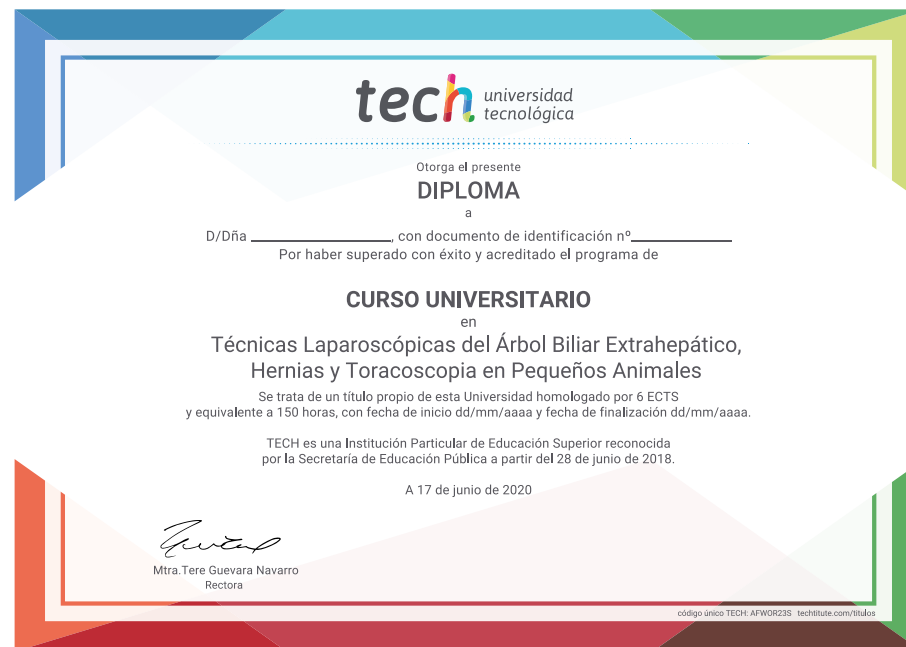 tech universidad
tecnológica
Otorga el presente
DIPLOMA
a
D/Dña ______________, con documento de identificación nº__________
Por haber superado con éxito y acreditado el programa de
CURSO UNIVERSITARIO
en
Técnicas Laparoscópicas del Árbol Biliar Extrahepático,
Hernias y Toracoscopia en Pequeños Animales
Se trata de un título propio de esta Universidad homologado por 6 ECTS
y equivalente a 150 horas, con fecha de inicio dd/mm/aaaa y fecha de finalización dd/mm/aaaa.
TECH es una Institución Particular de Educación Superior reconocida
por la Secretaría de Educación Pública a partir del 28 de junio de 2018.
A 17 de junio de 2020
Mtra.Tere Guevara Navarro
Rectora
código único TECH: AFWOR23S techtitute.com/titulos